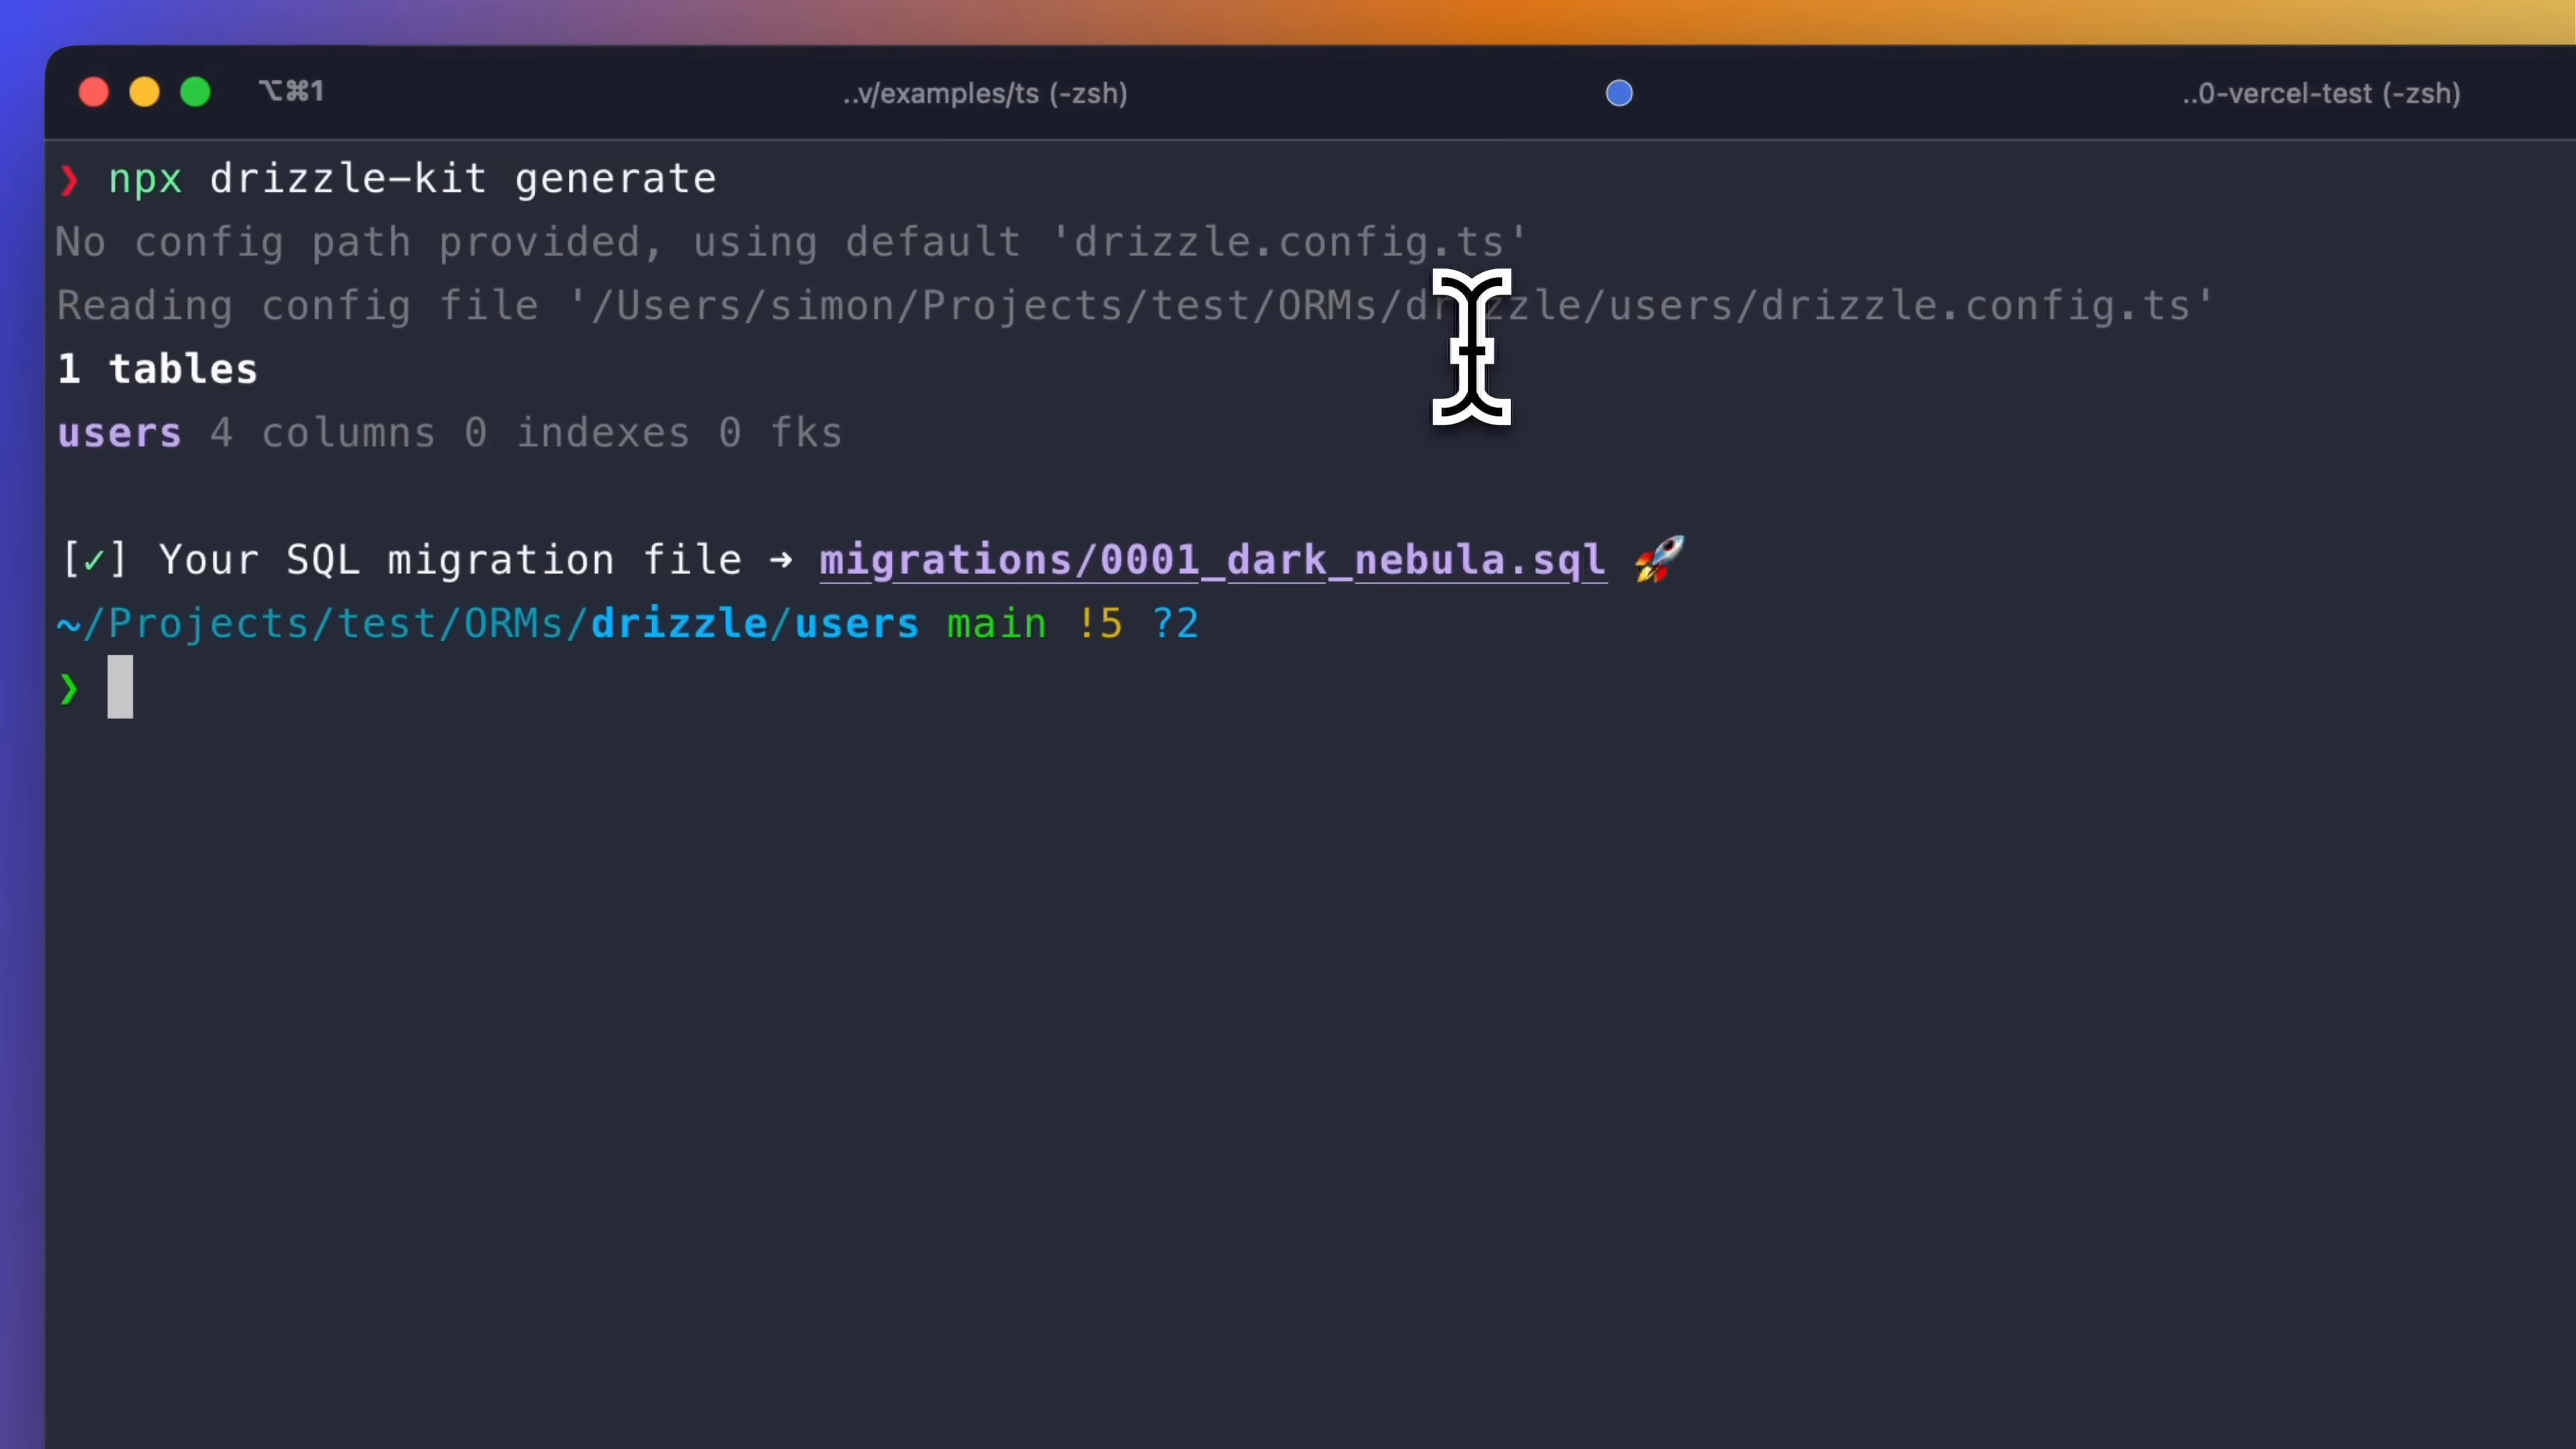 ⌥⌘1 ..v/examples/ts (-zsh) ..0-vercel-test (-zsh)
❯ npx drizzle-kit generate
No config path provided, using default 'drizzle.config.ts'
Reading config file '/Users/simon/Projects/test/ORMs/drizzle/users/drizzle.config.ts'
1 tables
users 4 columns 0 indexes 0 fks
[✓] Your SQL migration file ➜ migrations/0001_dark_nebula.sql 🚀
~/Projects/test/ORMs/drizzle/users main !5 ?2
❯